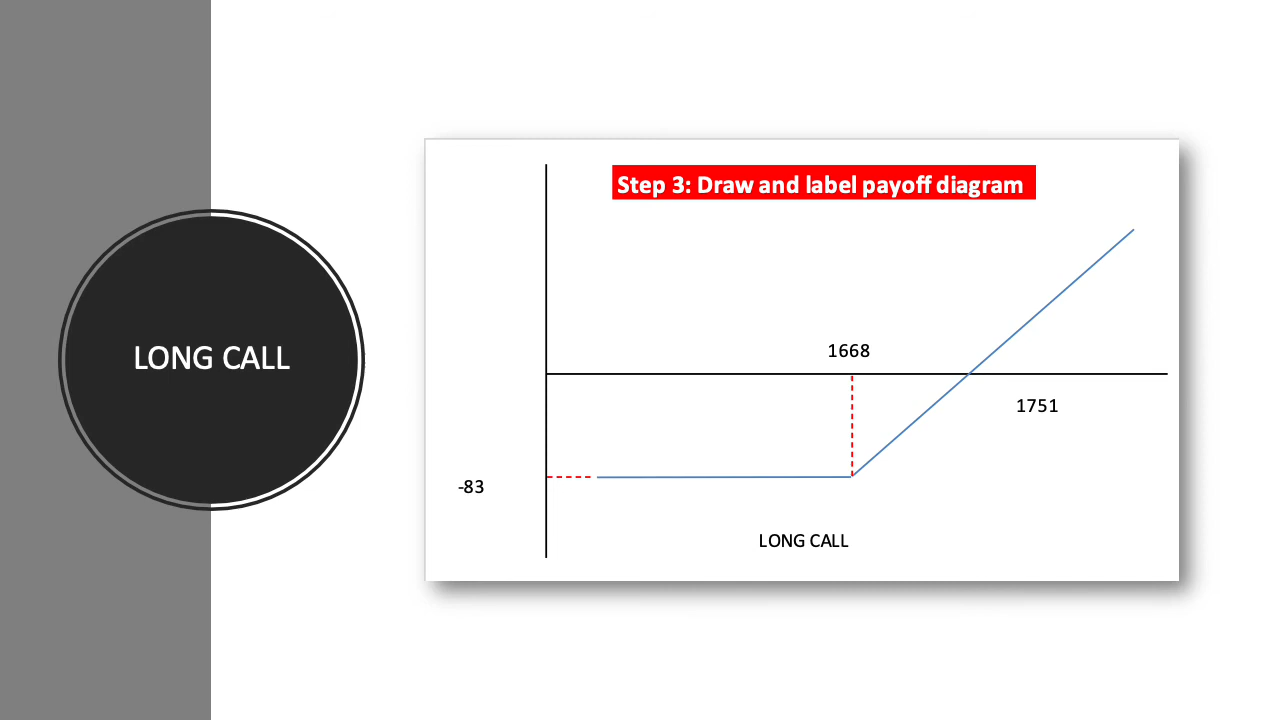 LONG CALL
Step 3: Draw and label payoff diagram
1668
1751
-83
LONG CALL